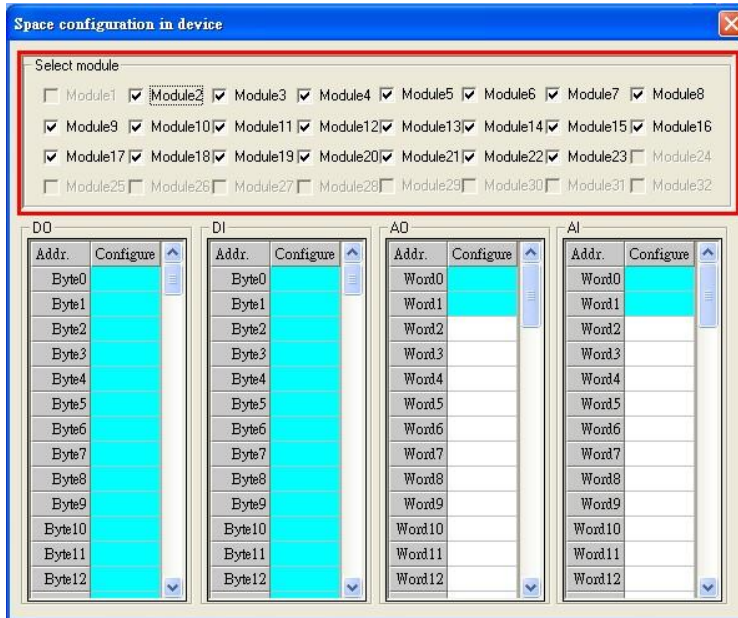 Space configuration in device
Select module
Module1 Module2 Module3 Module4 Module5 Module6 Module7 Module8
Module9 Module10 Module11 Module12 Module13 Module14 Module15 Module16
Module17 Module18 Module19 Module20 Module21 Module22 Module23 Module24
Module25 Module26 Module27 Module28 Module29 Module30 Module31 Module32
DO DI AO AI
Addr. Configure Addr. Configure Addr. Configure Addr. Configure
Byte0 Byte0 Word0 Word0
Byte1 Byte1 Word1 Word1
Byte2 Byte2 Word2 Word2
Byte3 Byte3 Word3 Word3
Byte4 Byte4 Word4 Word4
Byte5 Byte5 Word5 Word5
Byte6 Byte6 Word6 Word6
Byte7 Byte7 Word7 Word7
Byte8 Byte8 Word8 Word8
Byte9 Byte9 Word9 Word9
Byte10 Byte10 Word10 Word10
Byte11 Byte11 Word11 Word11
Byte12 Byte12 Word12 Word12